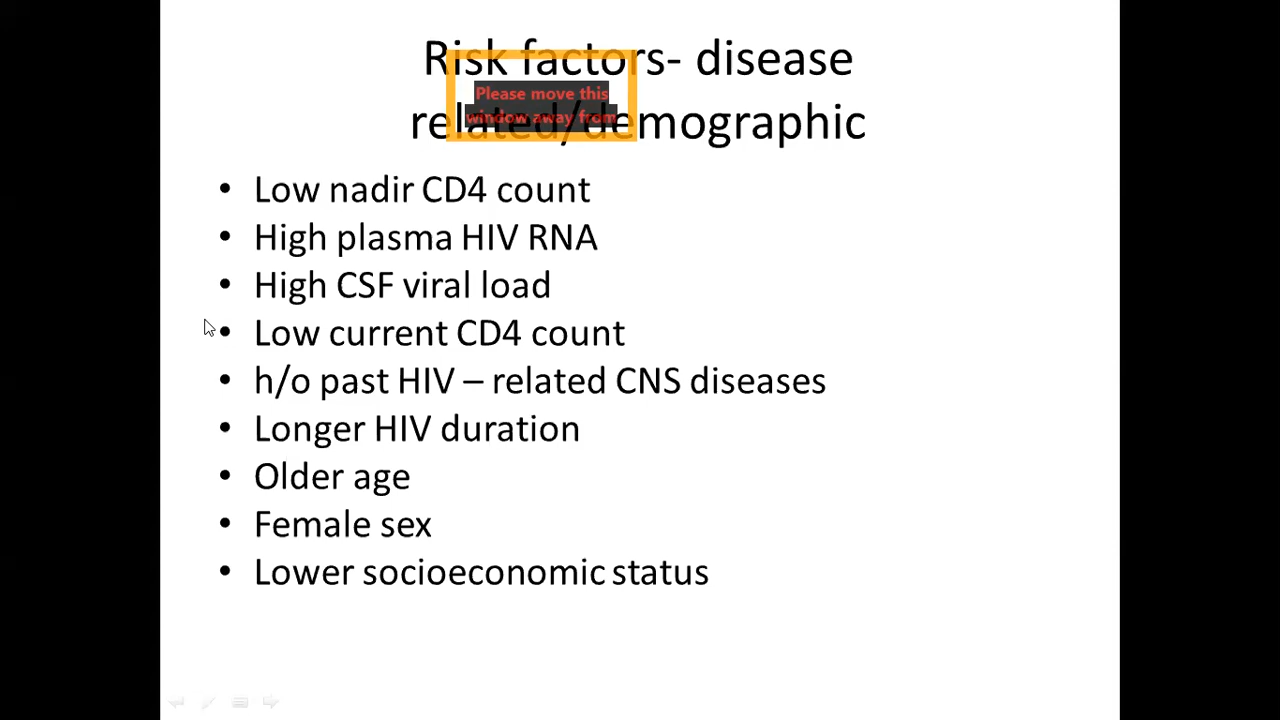 Risk factors- disease
related/demographic
Please move this
window away from
• Low nadir CD4 count
• High plasma HIV RNA
• High CSF viral load
• Low current CD4 count
• h/o past HIV – related CNS diseases
• Longer HIV duration
• Older age
• Female sex
• Lower socioeconomic status